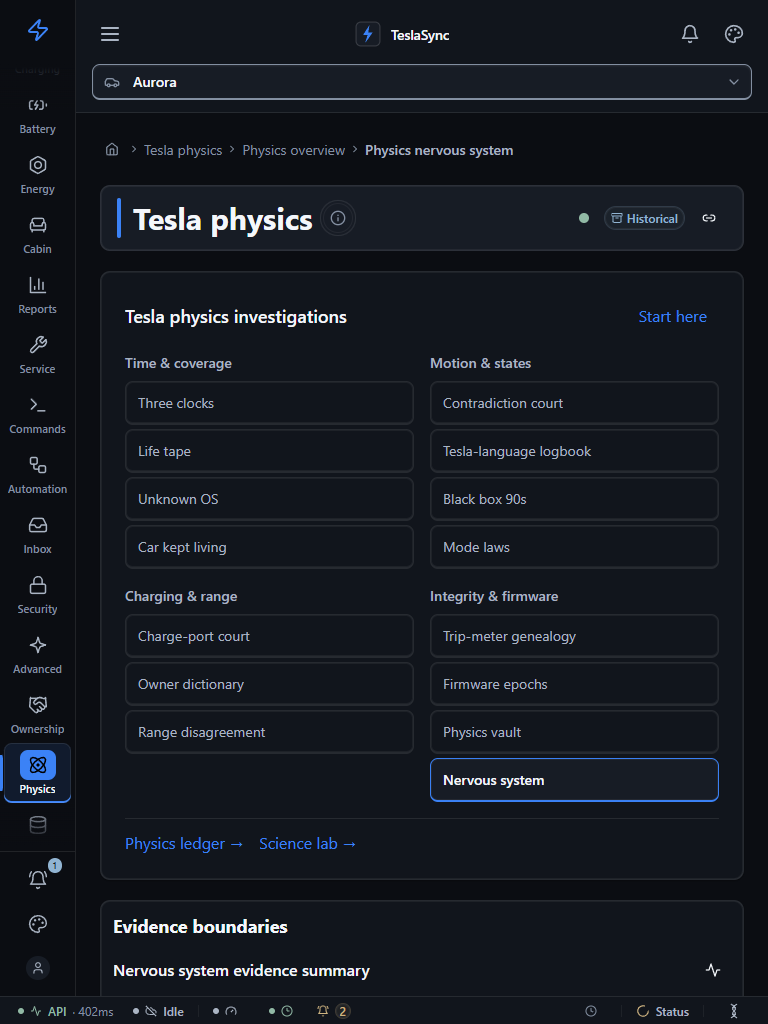 TeslaSync
Aurora
Charging
Battery
Energy
Cabin
Reports
Service
Commands
Automation
Inbox
Security
Advanced
Ownership
Physics
1
Tesla physics › Physics overview › Physics nervous system
Tesla physics
Historical
Tesla physics investigations
Start here
Time & coverage
Three clocks
Life tape
Unknown OS
Car kept living
Motion & states
Contradiction court
Tesla-language logbook
Black box 90s
Mode laws
Charging & range
Charge-port court
Owner dictionary
Range disagreement
Integrity & firmware
Trip-meter genealogy
Firmware epochs
Physics vault
Nervous system
Physics ledger →
Science lab →
Evidence boundaries
Nervous system evidence summary
API · 402ms
Idle
2
Status